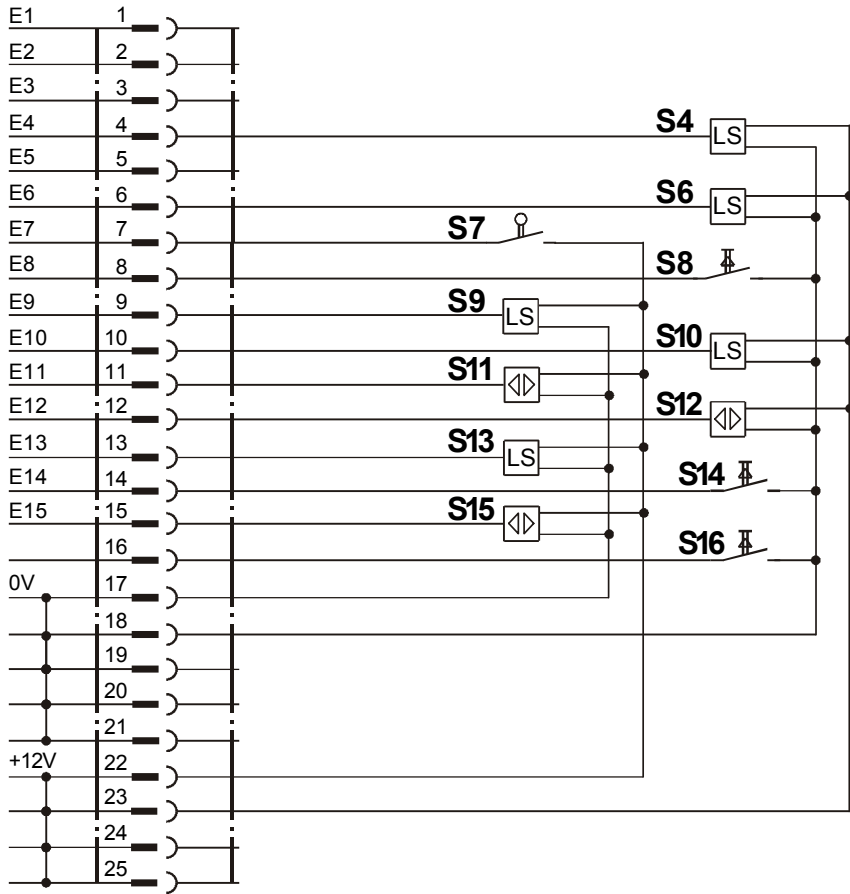 E1 1
E2 2
E3 3
E4 4 S4 LS
E5 5
E6 6 S6 LS
E7 7 S7
E8 8 S8
E9 9 S9 LS
E10 10 S10 LS
E11 11 S11
E12 12 S12
E13 13 S13 LS
E14 14 S14
E15 15 S15
16 S16
0V 17
18
19
20
21
+12V 22
23
24
25